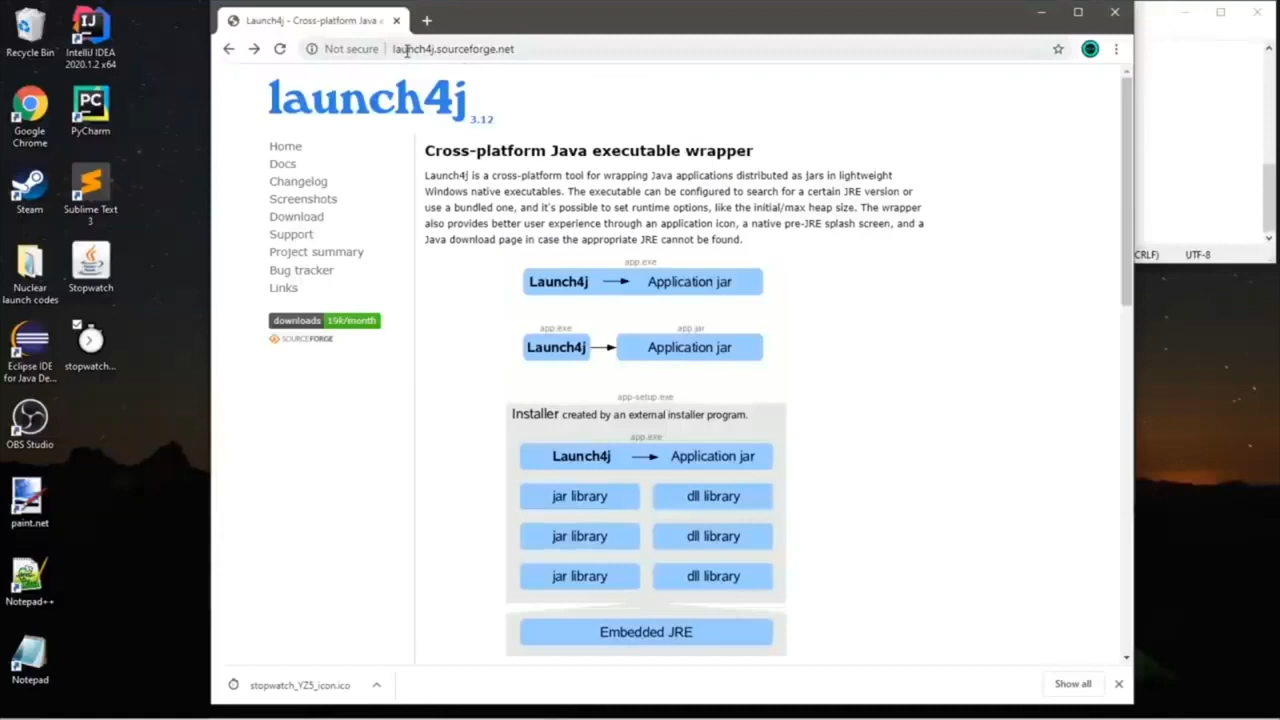 Recycle Bin
IntelliJ IDEA
2020.1.2 x64
Google
Chrome
PyCharm
Steam
Sublime Text
3
Nuclear
launch codes
Stopwatch
Eclipse IDE
for Java De...
stopwatch...
OBS Studio
paint.net
Notepad++
Notepad
Launch4j - Cross-platform Java e
Not secure
launch4j.sourceforge.net
launch4j
3.12
Home
Docs
Changelog
Screenshots
Download
Support
Project summary
Bug tracker
Links
downloads 15k/month
SOURCEFORGE
Cross-platform Java executable wrapper
Launch4j is a cross-platform tool for wrapping Java applications distributed as jars in lightweight
Windows native executables. The executable can be configured to search for a certain JRE version or
use a bundled one, and it's possible to set runtime options, like the initial/max heap size. The wrapper
also provides better user experience through an application icon, a native pre-JRE splash screen, and a
Java download page in case the appropriate JRE cannot be found.
app.exe
Launch4j Application jar
app.exe app.jar
Launch4j Application jar
app-setup.exe
Installer created by an external installer program.
app.exe
Launch4j Application jar
jar library dll library
jar library dll library
jar library dll library
Embedded JRE
stopwatch_YZ5_icon.ico
Show all
CRLF) UTF-8